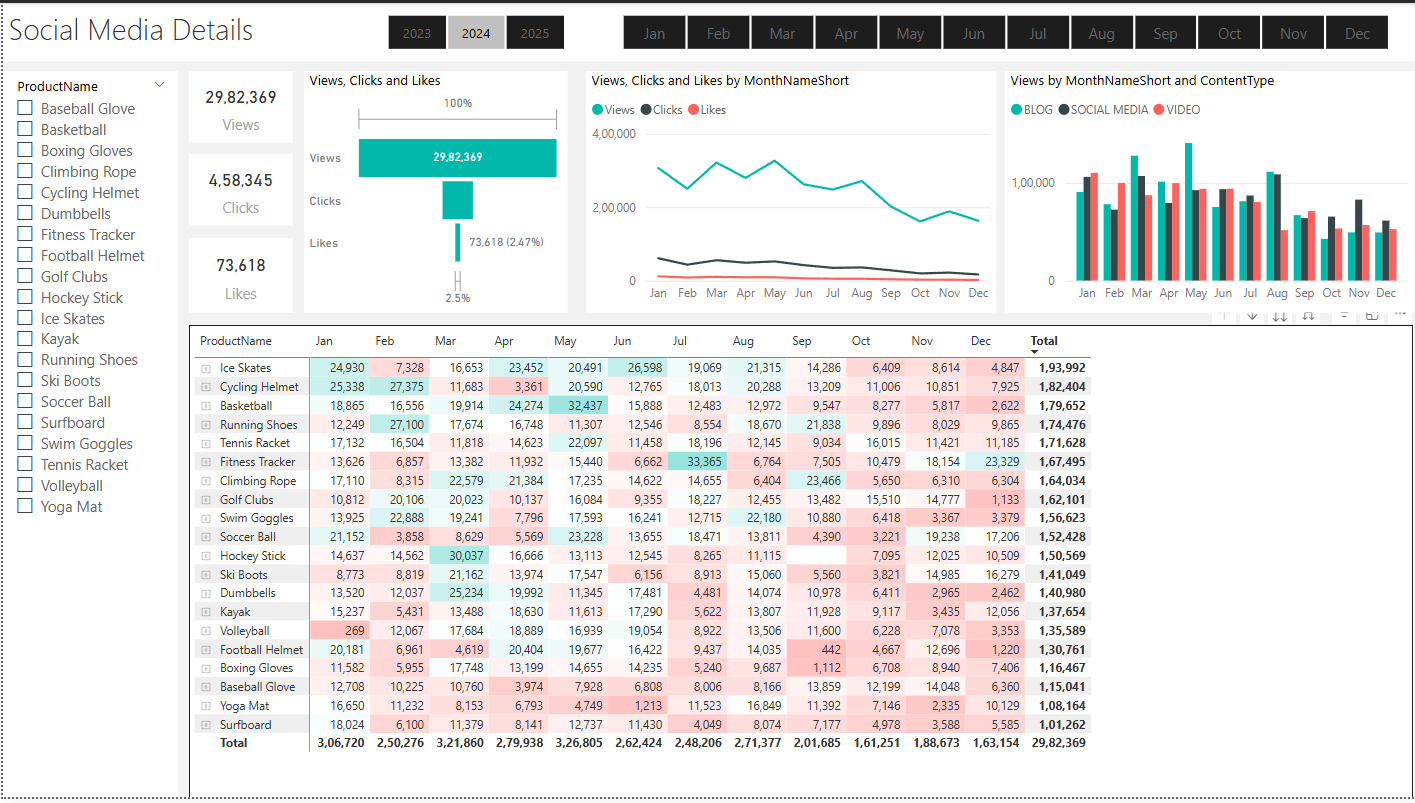 Social Media Details
2023 2024 2025
Jan Feb Mar Apr May Jun Jul Aug Sep Oct Nov Dec
ProductName
Baseball Glove
Basketball
Boxing Gloves
Climbing Rope
Cycling Helmet
Dumbbells
Fitness Tracker
Football Helmet
Golf Clubs
Hockey Stick
Ice Skates
Kayak
Running Shoes
Ski Boots
Soccer Ball
Surfboard
Swim Goggles
Tennis Racket
Volleyball
Yoga Mat
29,82,369
Views
4,58,345
Clicks
73,618
Likes
Views, Clicks and Likes
100%
Views 29,82,369
Clicks
Likes 73,618 (2.47%)
2.5%
Views, Clicks and Likes by MonthNameShort
Views Clicks Likes
4,00,000
2,00,000
0
Jan Feb Mar Apr May Jun Jul Aug Sep Oct Nov Dec
Views by MonthNameShort and ContentType
BLOG SOCIAL MEDIA VIDEO
1,00,000
0
Jan Feb Mar Apr May Jun Jul Aug Sep Oct Nov Dec
ProductName Jan Feb Mar Apr May Jun Jul Aug Sep Oct Nov Dec Total
Ice Skates 24,930 7,328 16,653 23,452 20,491 26,598 19,069 21,315 14,286 6,409 8,614 4,847 1,93,992
Cycling Helmet 25,338 27,375 11,683 3,361 20,590 12,765 18,013 20,288 13,209 11,006 10,851 7,925 1,82,404
Basketball 18,865 16,556 19,914 24,274 32,437 15,888 12,483 12,972 9,547 8,277 5,817 2,622 1,79,652
Running Shoes 12,249 27,100 17,674 16,748 11,307 12,546 8,554 18,670 21,838 9,896 8,029 9,865 1,74,476
Tennis Racket 17,132 16,504 11,818 14,623 22,097 11,458 18,196 12,145 9,034 16,015 11,421 11,185 1,71,628
Fitness Tracker 13,626 6,857 13,382 11,932 15,440 6,662 33,365 6,764 7,505 10,479 18,154 23,329 1,67,495
Climbing Rope 17,110 8,315 22,579 21,384 17,235 14,622 14,655 6,404 23,466 5,650 6,310 6,304 1,64,034
Golf Clubs 10,812 20,106 20,023 10,137 16,084 9,355 18,227 12,455 13,482 15,510 14,777 1,133 1,62,101
Swim Goggles 13,925 22,888 19,241 7,796 17,593 16,241 12,715 22,180 10,880 6,418 3,367 3,379 1,56,623
Soccer Ball 21,152 3,858 8,629 5,569 23,228 13,655 18,471 13,811 4,390 3,221 19,238 17,206 1,52,428
Hockey Stick 14,637 14,562 30,037 16,666 13,113 12,545 8,265 11,115 7,095 12,025 10,509 1,50,569
Ski Boots 8,773 8,819 21,162 13,974 17,547 6,156 8,913 15,060 5,560 3,821 14,985 16,279 1,41,049
Dumbbells 13,520 12,037 25,234 19,992 11,345 17,481 4,481 14,074 10,978 6,411 2,965 2,462 1,40,980
Kayak 15,237 5,431 13,488 18,630 11,613 17,290 5,622 13,807 11,928 9,117 3,435 12,056 1,37,654
Volleyball 269 12,067 17,684 18,889 16,939 19,054 8,922 13,506 11,600 6,228 7,078 3,353 1,35,589
Football Helmet 20,181 6,961 4,619 20,404 19,677 16,422 9,437 14,035 442 4,667 12,696 1,220 1,30,761
Boxing Gloves 11,582 5,955 17,748 13,199 14,655 14,235 5,240 9,687 1,112 6,708 8,940 7,406 1,16,467
Baseball Glove 12,708 10,225 10,760 3,974 7,928 6,808 8,006 8,166 13,859 12,199 14,048 6,360 1,15,041
Yoga Mat 16,650 11,232 8,153 6,793 4,749 1,213 11,523 16,849 11,392 7,146 2,335 10,129 1,08,164
Surfboard 18,024 6,100 11,379 8,141 12,737 11,430 4,049 8,074 7,177 4,978 3,588 5,585 1,01,262
Total 3,06,720 2,50,276 3,21,860 2,79,938 3,26,805 2,62,424 2,48,206 2,71,377 2,01,685 1,61,251 1,88,673 1,63,154 29,82,369